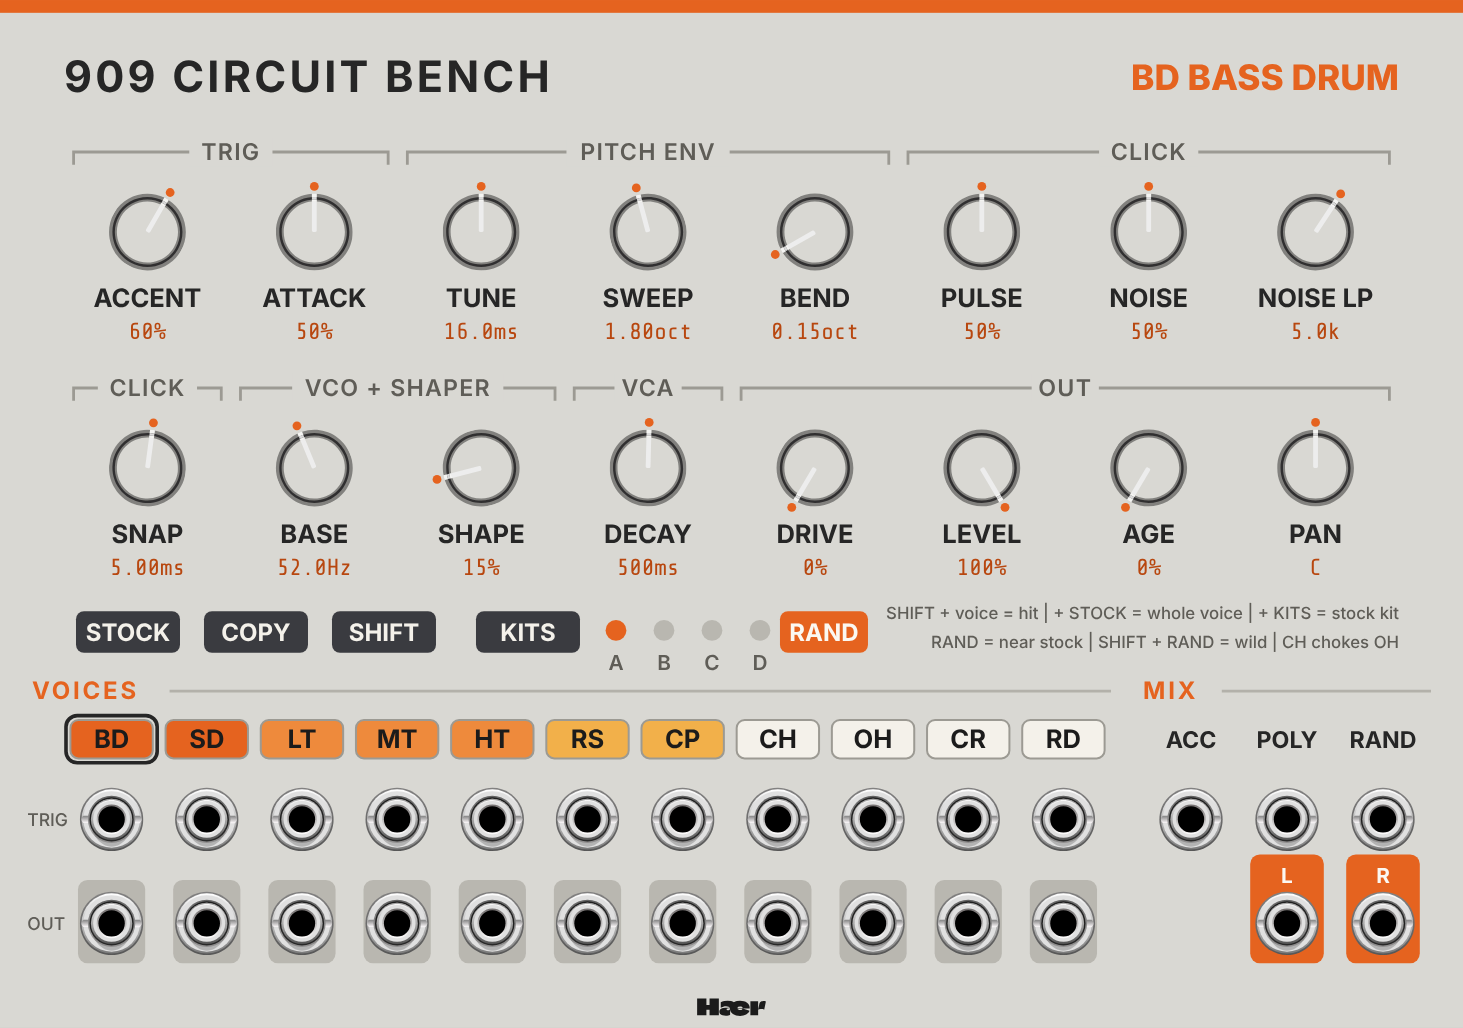 909 CIRCUIT BENCH
BD BASS DRUM
TRIG PITCH ENV CLICK
ACCENT ATTACK TUNE SWEEP BEND PULSE NOISE NOISE LP
60% 50% 16.0ms 1.80oct 0.15oct 50% 50% 5.0k
CLICK VCO + SHAPER VCA OUT
SNAP BASE SHAPE DECAY DRIVE LEVEL AGE PAN
5.00ms 52.0Hz 15% 500ms 0% 100% 0% C
STOCK COPY SHIFT KITS RAND
A B C D
SHIFT + voice = hit | + STOCK = whole voice | + KITS = stock kit
RAND = near stock | SHIFT + RAND = wild | CH chokes OH
VOICES MIX
BD SD LT MT HT RS CP CH OH CR RD ACC POLY RAND
TRIG
L R
OUT
Hær